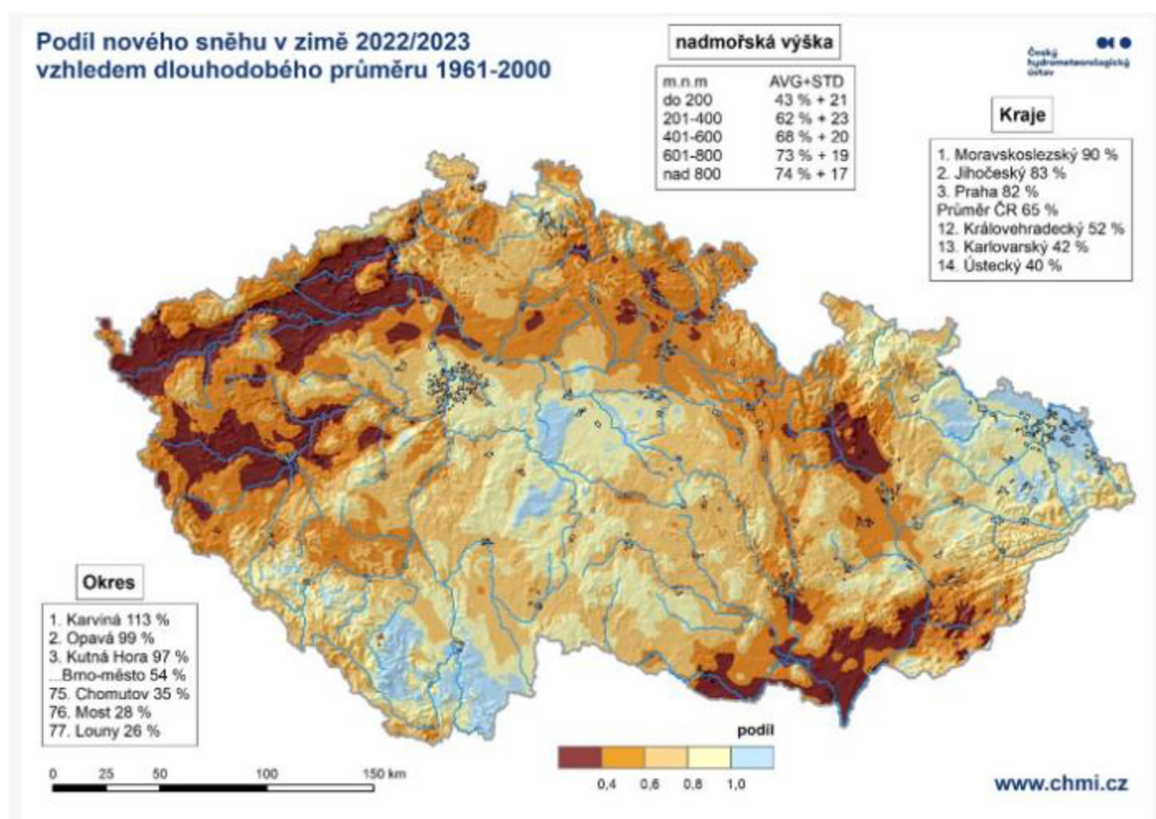 Podíl nového sněhu v zimě 2022/2023
vzhledem dlouhodobého průměru 1961-2000
nadmořská výška
m.n.m AVG+STD
do 200 43 % + 21
201-400 62 % + 23
401-600 68 % + 20
601-800 73 % + 19
nad 800 74 % + 17
Český
hydrometeorologický
ústav
Kraje
1. Moravskoslezský 90 %
2. Jihočeský 83 %
3. Praha 82 %
Průměr ČR 65 %
12. Královehradecký 52 %
13. Karlovarský 42 %
14. Ústecký 40 %
Okres
1. Karviná 113 %
2. Opavá 99 %
3. Kutná Hora 97 %
...Brno-město 54 %
75. Chomutov 35 %
76. Most 28 %
77. Louny 26 %
podíl
0,4 0,6 0,8 1,0
0 25 50 100 150 km
www.chmi.cz